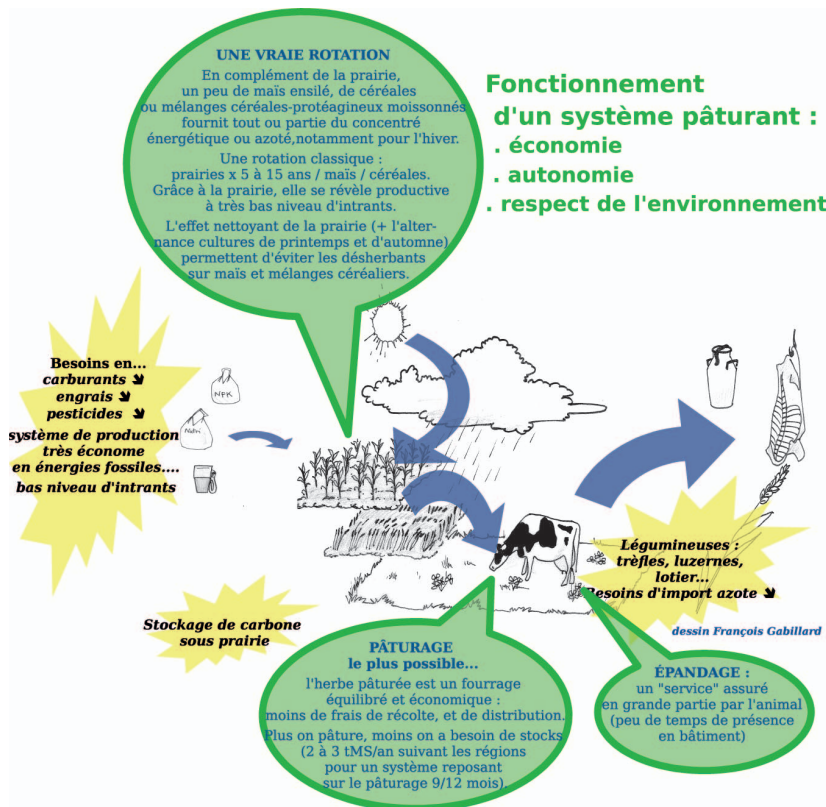 UNE VRAIE ROTATION
En complément de la prairie,
un peu de maïs ensilé, de céréales
ou mélanges céréales-protéagineux moissonnés
fournit tout ou partie du concentré
énergétique ou azoté,notamment pour l'hiver.
Une rotation classique :
prairies x 5 à 15 ans / maïs / céréales.
Grâce à la prairie, elle se révèle productive
à très bas niveau d'intrants.
L'effet nettoyant de la prairie (+ l'alter-
nance cultures de printemps et d'automne)
permettent d'éviter les désherbants
sur maïs et mélanges céréaliers.
Fonctionnement
d'un système pâturant :
. économie
. autonomie
. respect de l'environnement
Besoins en...
carburants ➘
engrais ➘
pesticides ➘
système de production
très économe
en énergies fossiles....
bas niveau d'intrants
NPK
Stockage de carbone
sous prairie
Légumineuses :
trèfles, luzernes,
lotier...
Besoins d'import azote ➘
dessin François Gabillard
PÂTURAGE
le plus possible...
l'herbe pâturée est un fourrage
équilibré et économique :
moins de frais de récolte, et de distribution.
Plus on pâture, moins on a besoin de stocks
(2 à 3 tMS/an suivant les régions
pour un système reposant
sur le pâturage 9/12 mois).
ÉPANDAGE :
un "service" assuré
en grande partie par l'animal
(peu de temps de présence
en bâtiment)